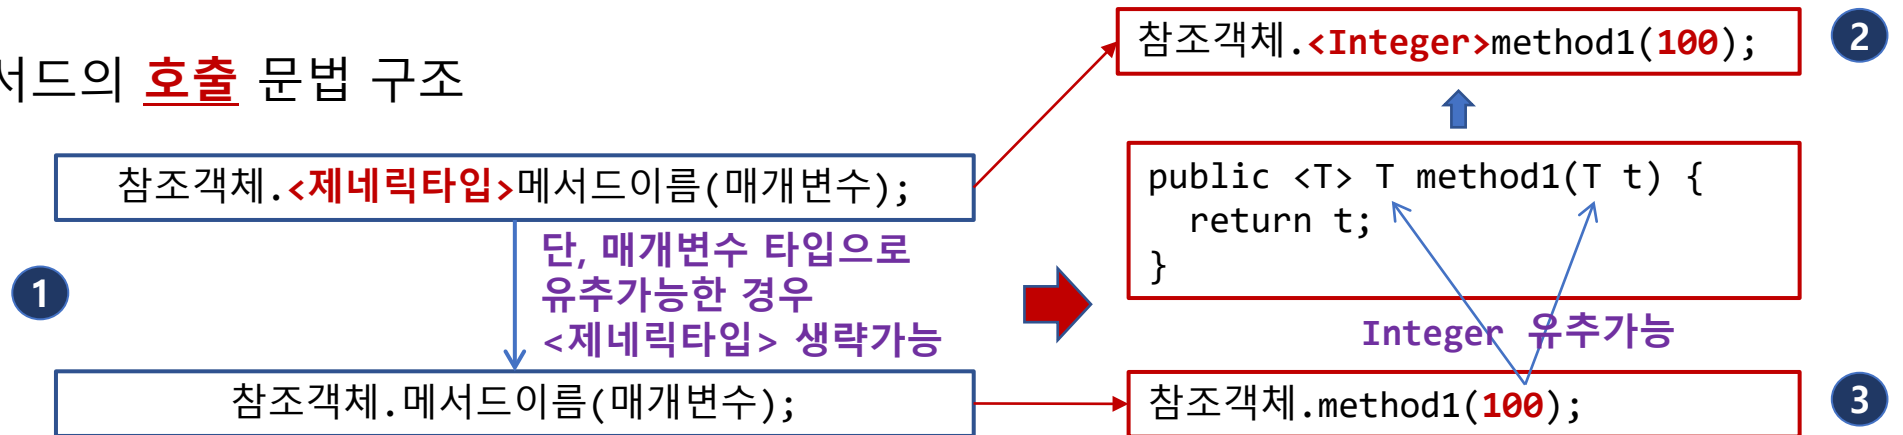 서드의 호출 문법 구조
참조객체.<제네릭타입>메서드이름(매개변수);
단, 매개변수 타입으로
유추가능한 경우
<제네릭타입> 생략가능
1
참조객체.메서드이름(매개변수);
참조객체.<Integer>method1(100);
2
public <T> T method1(T t) {
return t;
}
Integer 유추가능
참조객체.method1(100);
3